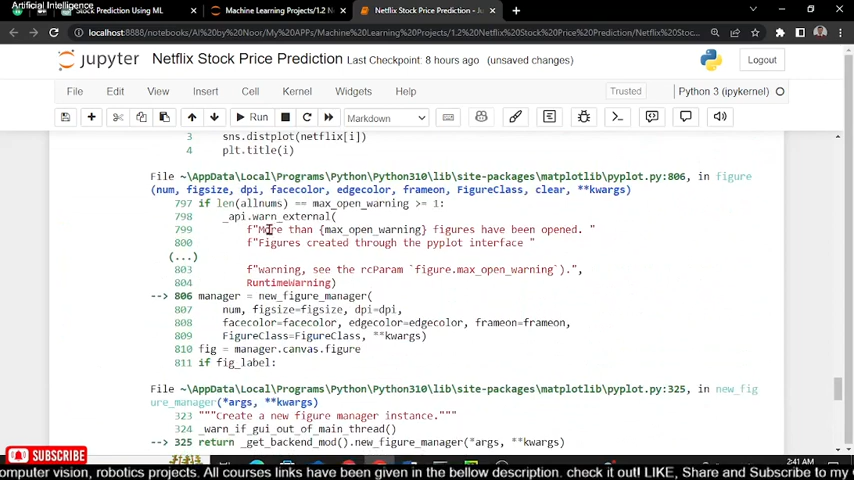 Artificial Intelligence
Stock Prediction Using ML
Machine Learning Projects/1.2 N
Netflix Stock Price Prediction - Ju
localhost:8888/notebooks/AI%20by%20Noor/My%20APPs/Machine%20Learning%20Projects/1.2%20Netflix%20Stock%20Price%20Prediction/Netflix%20Stock...
jupyter Netflix Stock Price Prediction Last Checkpoint: 8 hours ago (unsaved changes)
Logout
File Edit View Insert Cell Kernel Widgets Help
Trusted
Python 3 (ipykernel)
Run
Markdown
3 sns.distplot(netflix[i])
4 plt.title(i)
File ~\AppData\Local\Programs\Python\Python310\lib\site-packages\matplotlib\pyplot.py:806, in figure
(num, figsize, dpi, facecolor, edgecolor, frameon, FigureClass, clear, **kwargs)
797 if len(allnums) == max_open_warning >= 1:
798 _api.warn_external(
799 f"More than {max_open_warning} figures have been opened. "
800 f"Figures created through the pyplot interface "
(...)
803 f"warning, see the rcParam `figure.max_open_warning`).",
804 RuntimeWarning)
--> 806 manager = new_figure_manager(
807 num, figsize=figsize, dpi=dpi,
808 facecolor=facecolor, edgecolor=edgecolor, frameon=frameon,
809 FigureClass=FigureClass, **kwargs)
810 fig = manager.canvas.figure
811 if fig_label:
File ~\AppData\Local\Programs\Python\Python310\lib\site-packages\matplotlib\pyplot.py:325, in new_fig
ure_manager(*args, **kwargs)
323 """Create a new figure manager instance."""
324 _warn_if_gui_out_of_main_thread()
--> 325 return _get_backend_mod().new_figure_manager(*args, **kwargs)
SUBSCRIBE
2:41 AM
omputer vision, robotics projects. All courses links have been given in the bellow description. check it out! LIKE, Share and Subscribe to my